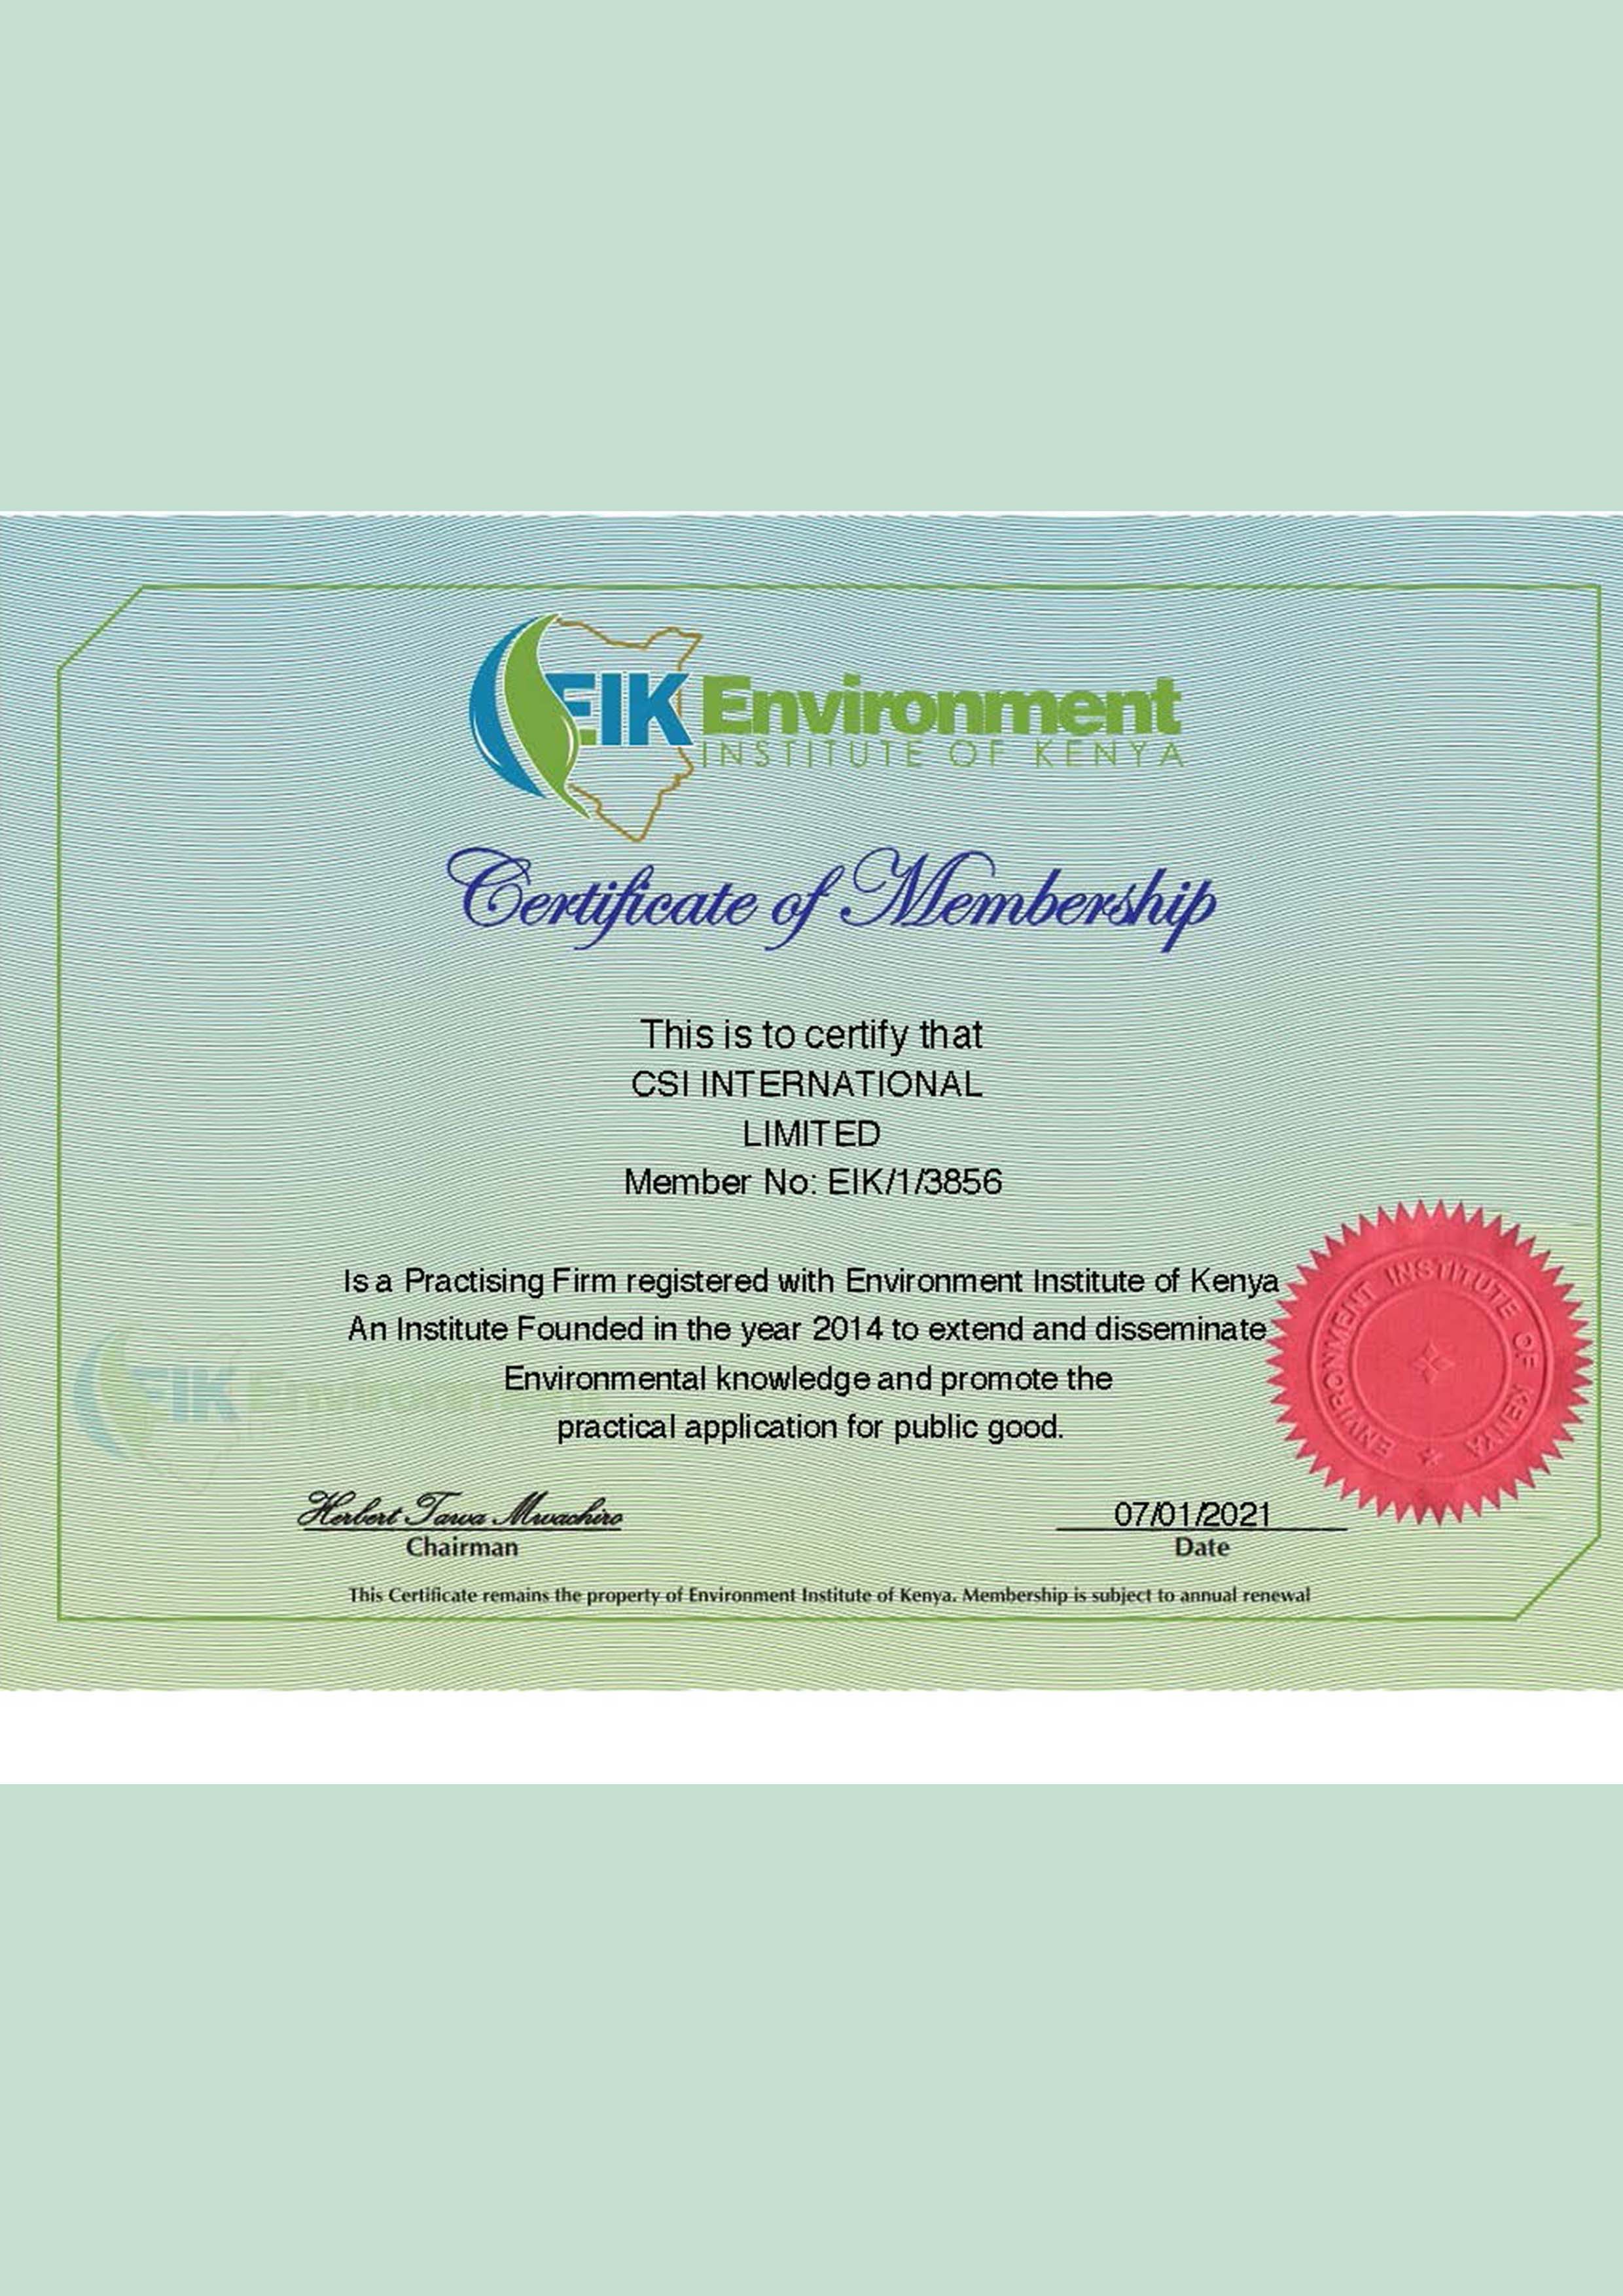 EIK Environment
INSTITUTE OF KENYA
Certificate of Membership
This is to certify that
CSI INTERNATIONAL
LIMITED
Member No: EIK/1/3856
Is a Practising Firm registered with Environment Institute of Kenya
An Institute Founded in the year 2014 to extend and disseminate
Environmental knowledge and promote the
practical application for public good.
ENVIRONMENT INSTITUTE OF KENYA
EIK Environment
Herbert Tawa Mwachiro
Chairman
07/01/2021
Date
This Certificate remains the property of Environment Institute of Kenya. Membership is subject to annual renewal